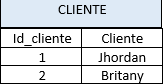 CLIENTE
Id_cliente Cliente
1 Jhordan
2 Britany